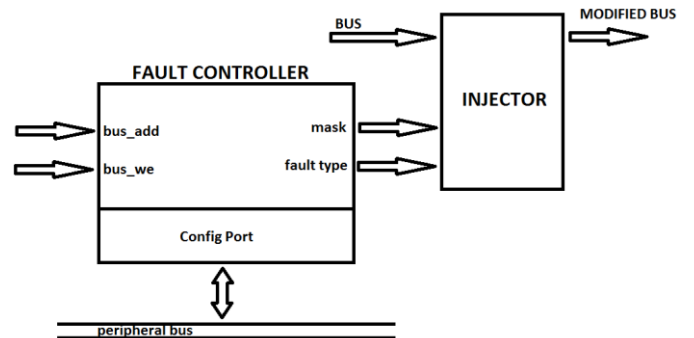 MODIFIED BUS
BUS
FAULT CONTROLLER
INJECTOR
bus_add
mask
bus_we
fault type
Config Port
peripheral bus